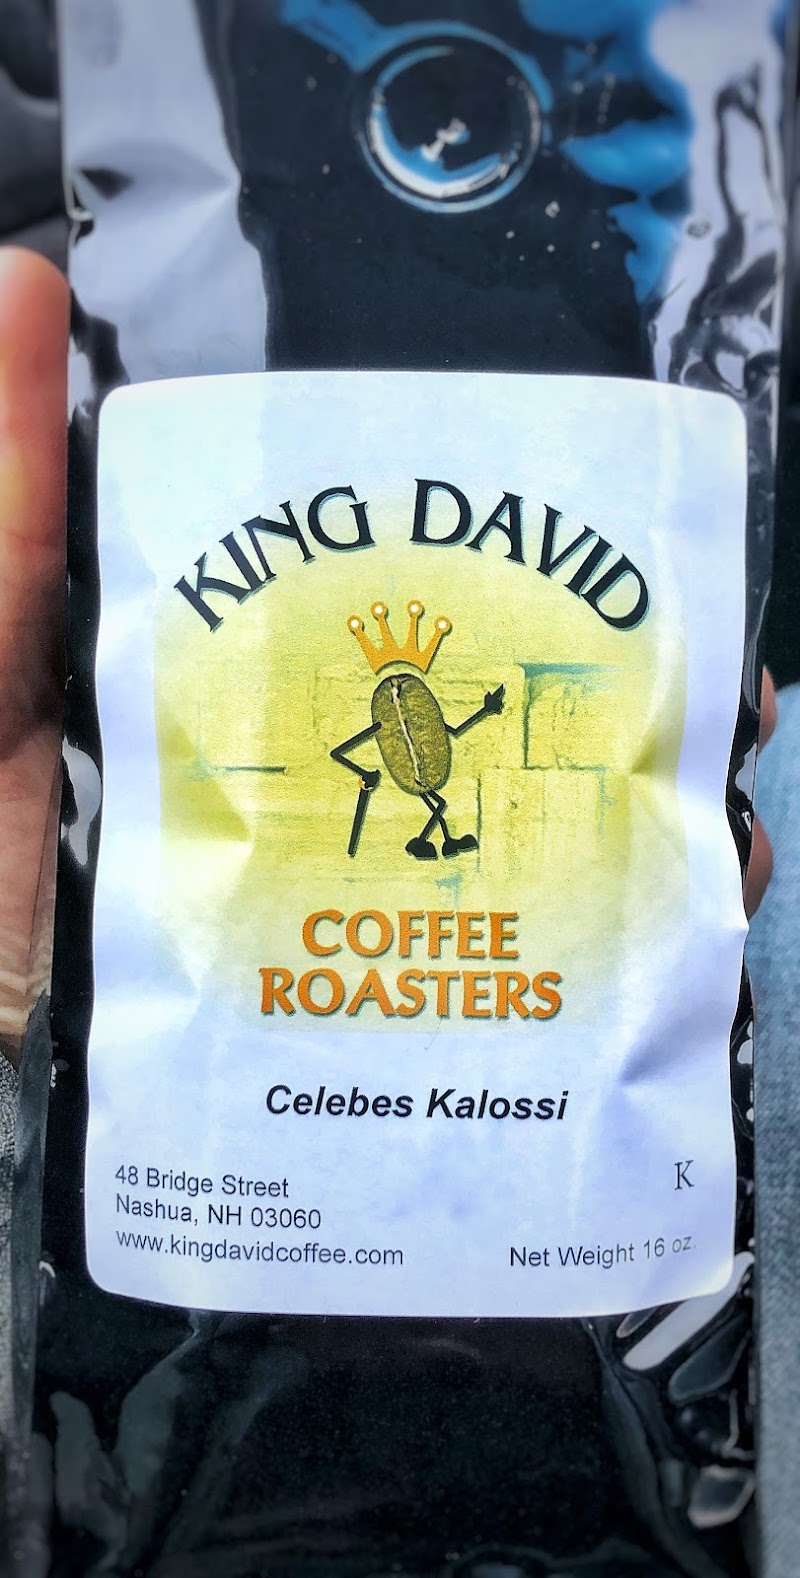 KING DAVID
COFFEE
ROASTERS
Celebes Kalossi
48 Bridge Street
Nashua, NH 03060
www.kingdavidcoffee.com
K
Net Weight 16 oz.